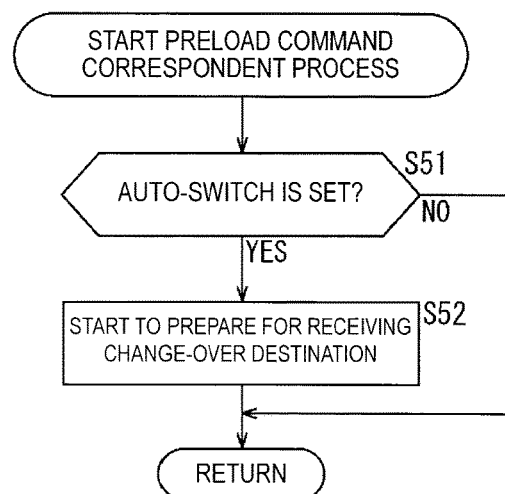 START PRELOAD COMMAND
CORRESPONDENT PROCESS
S51
AUTO-SWITCH IS SET?
NO
YES
S52
START TO PREPARE FOR RECEIVING
CHANGE-OVER DESTINATION
RETURN